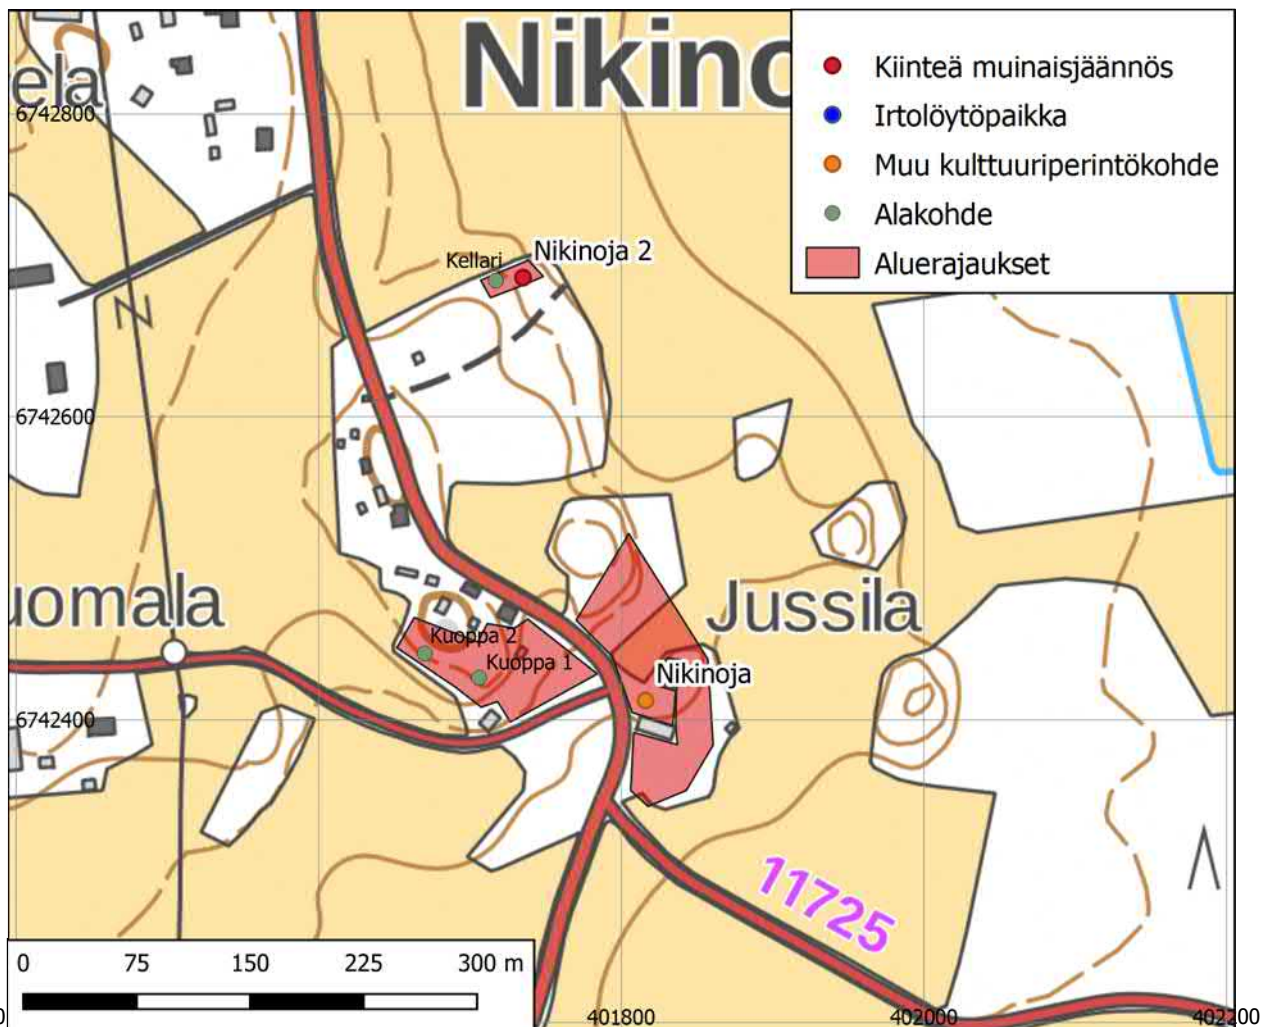 Nikino
ela
6742800
Kiinteä muinaisjäännös
Irtolöytöpaikka
Muu kulttuuriperintökohde
Alakohde
Aluerajaukset
Kellari
Nikinoja 2
6742600
uomala
Jussila
Kuoppa 2
Kuoppa 1
Nikinoja
6742400
11725
0 75 150 225 300 m
401800
402000
402200